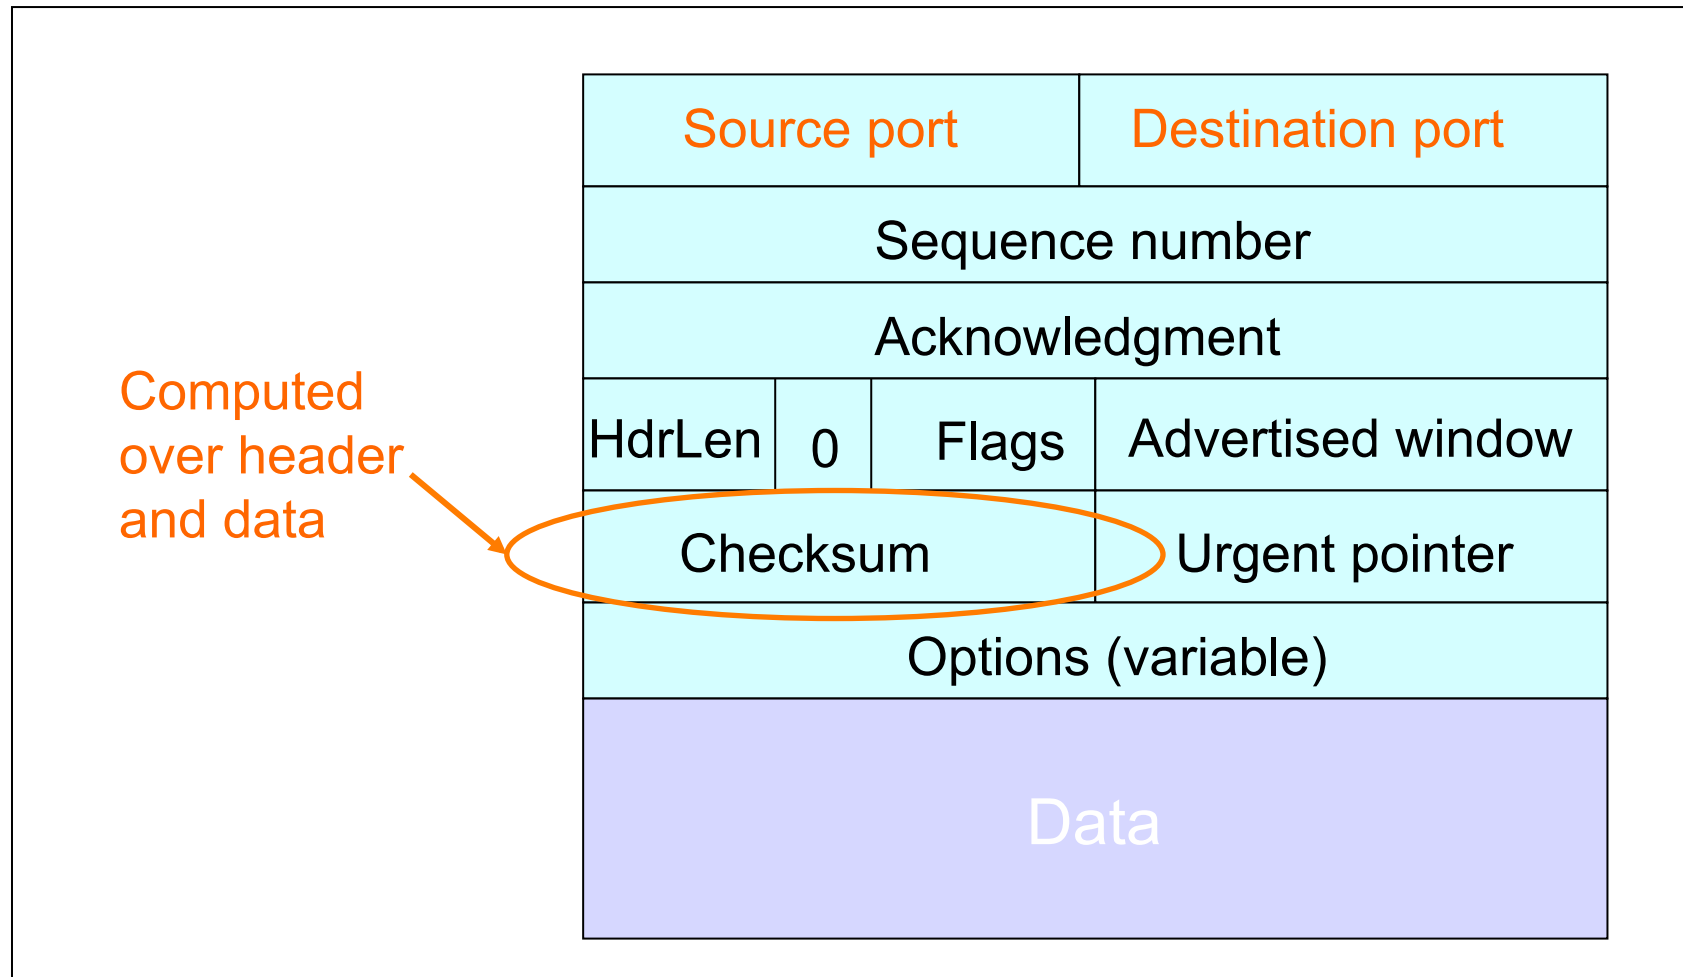 Source port
Destination port
Sequence number
Acknowledgment
Computed
over header
and data
HdrLen
0
Flags
Advertised window
Checksum
Urgent pointer
Options (variable)
Data